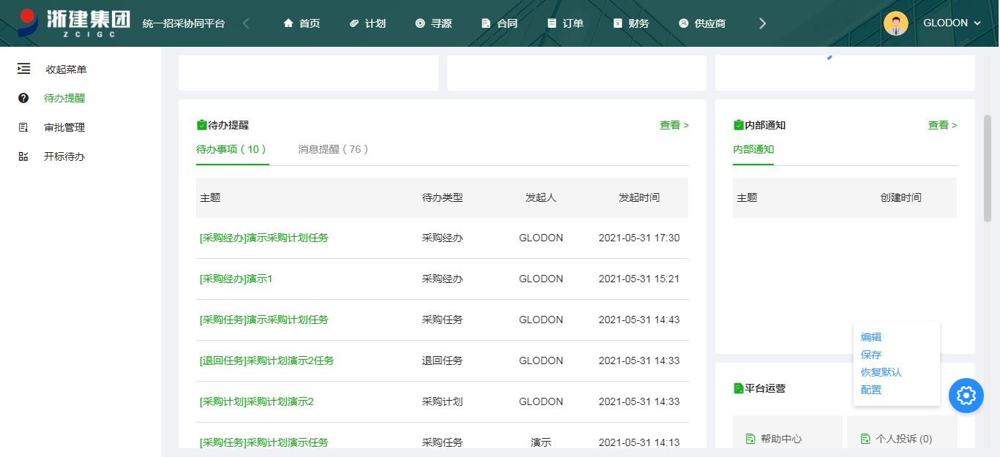 浙建集团
ZCIGC
统一招采协同平台
首页
计划
寻源
合同
订单
财务
供应商
GLODON
收起菜单
待办提醒
审批管理
开标待办
待办提醒
查看 >
待办事项（10）
消息提醒（76）
主题 待办类型 发起人 发起时间
[采购经办]演示采购计划任务 采购经办 GLODON 2021-05-31 17:30
[采购经办]演示1 采购经办 GLODON 2021-05-31 15:21
[采购任务]演示采购计划任务 采购任务 GLODON 2021-05-31 14:43
[退回任务]采购计划演示2任务 退回任务 GLODON 2021-05-31 14:33
[采购计划]采购计划演示2 采购计划 GLODON 2021-05-31 14:33
[采购任务]采购计划演示任务 采购任务 演示 2021-05-31 14:13
内部通知
查看 >
内部通知
主题 创建时间
编辑
保存
恢复默认
配置
平台运营
帮助中心
个人投诉 (0)